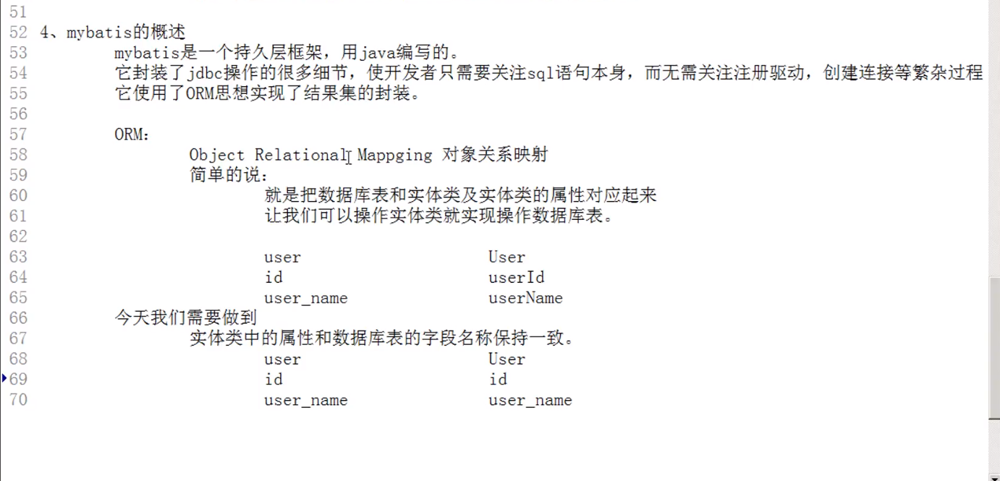 51
52 4、mybatis的概述
53 mybatis是一个持久层框架，用java编写的。
54 它封装了jdbc操作的很多细节，使开发者只需要关注sql语句本身，而无需关注注册驱动，创建连接等繁杂过程
55 它使用了ORM思想实现了结果集的封装。
56
57 ORM：
58 Object Relational Mappging 对象关系映射
59 简单的说：
60 就是把数据库表和实体类及实体类的属性对应起来
61 让我们可以操作实体类就实现操作数据库表。
62
63 user User
64 id userId
65 user_name userName
66 今天我们需要做到
67 实体类中的属性和数据库表的字段名称保持一致。
68 user User
69 id id
70 user_name user_name